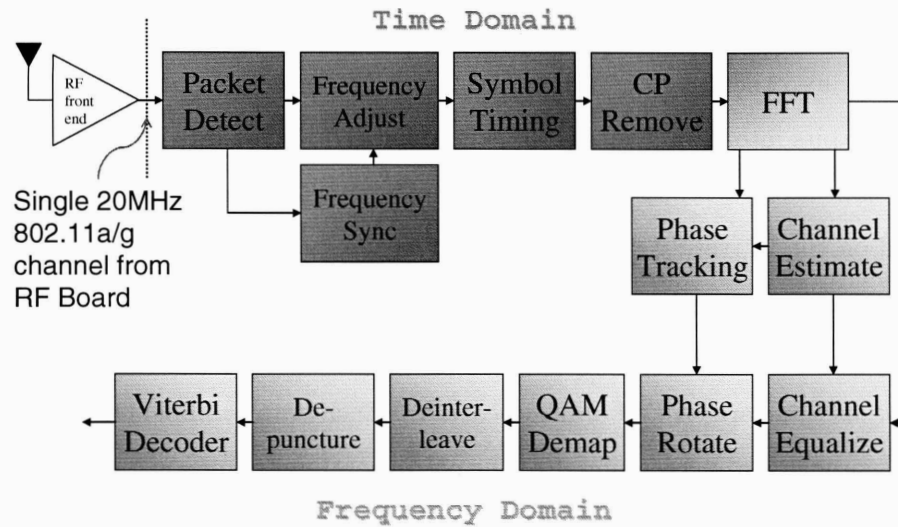 Time Domain
RF
front
end
Packet
Detect
Frequency
Adjust
Symbol
Timing
CP
Remove
FFT
Frequency
Sync
Single 20MHz
802.11a/g
channel from
RF Board
Phase
Tracking
Channel
Estimate
Viterbi
Decoder
De-
puncture
Deinter-
leave
QAM
Demap
Phase
Rotate
Channel
Equalize
Frequency Domain